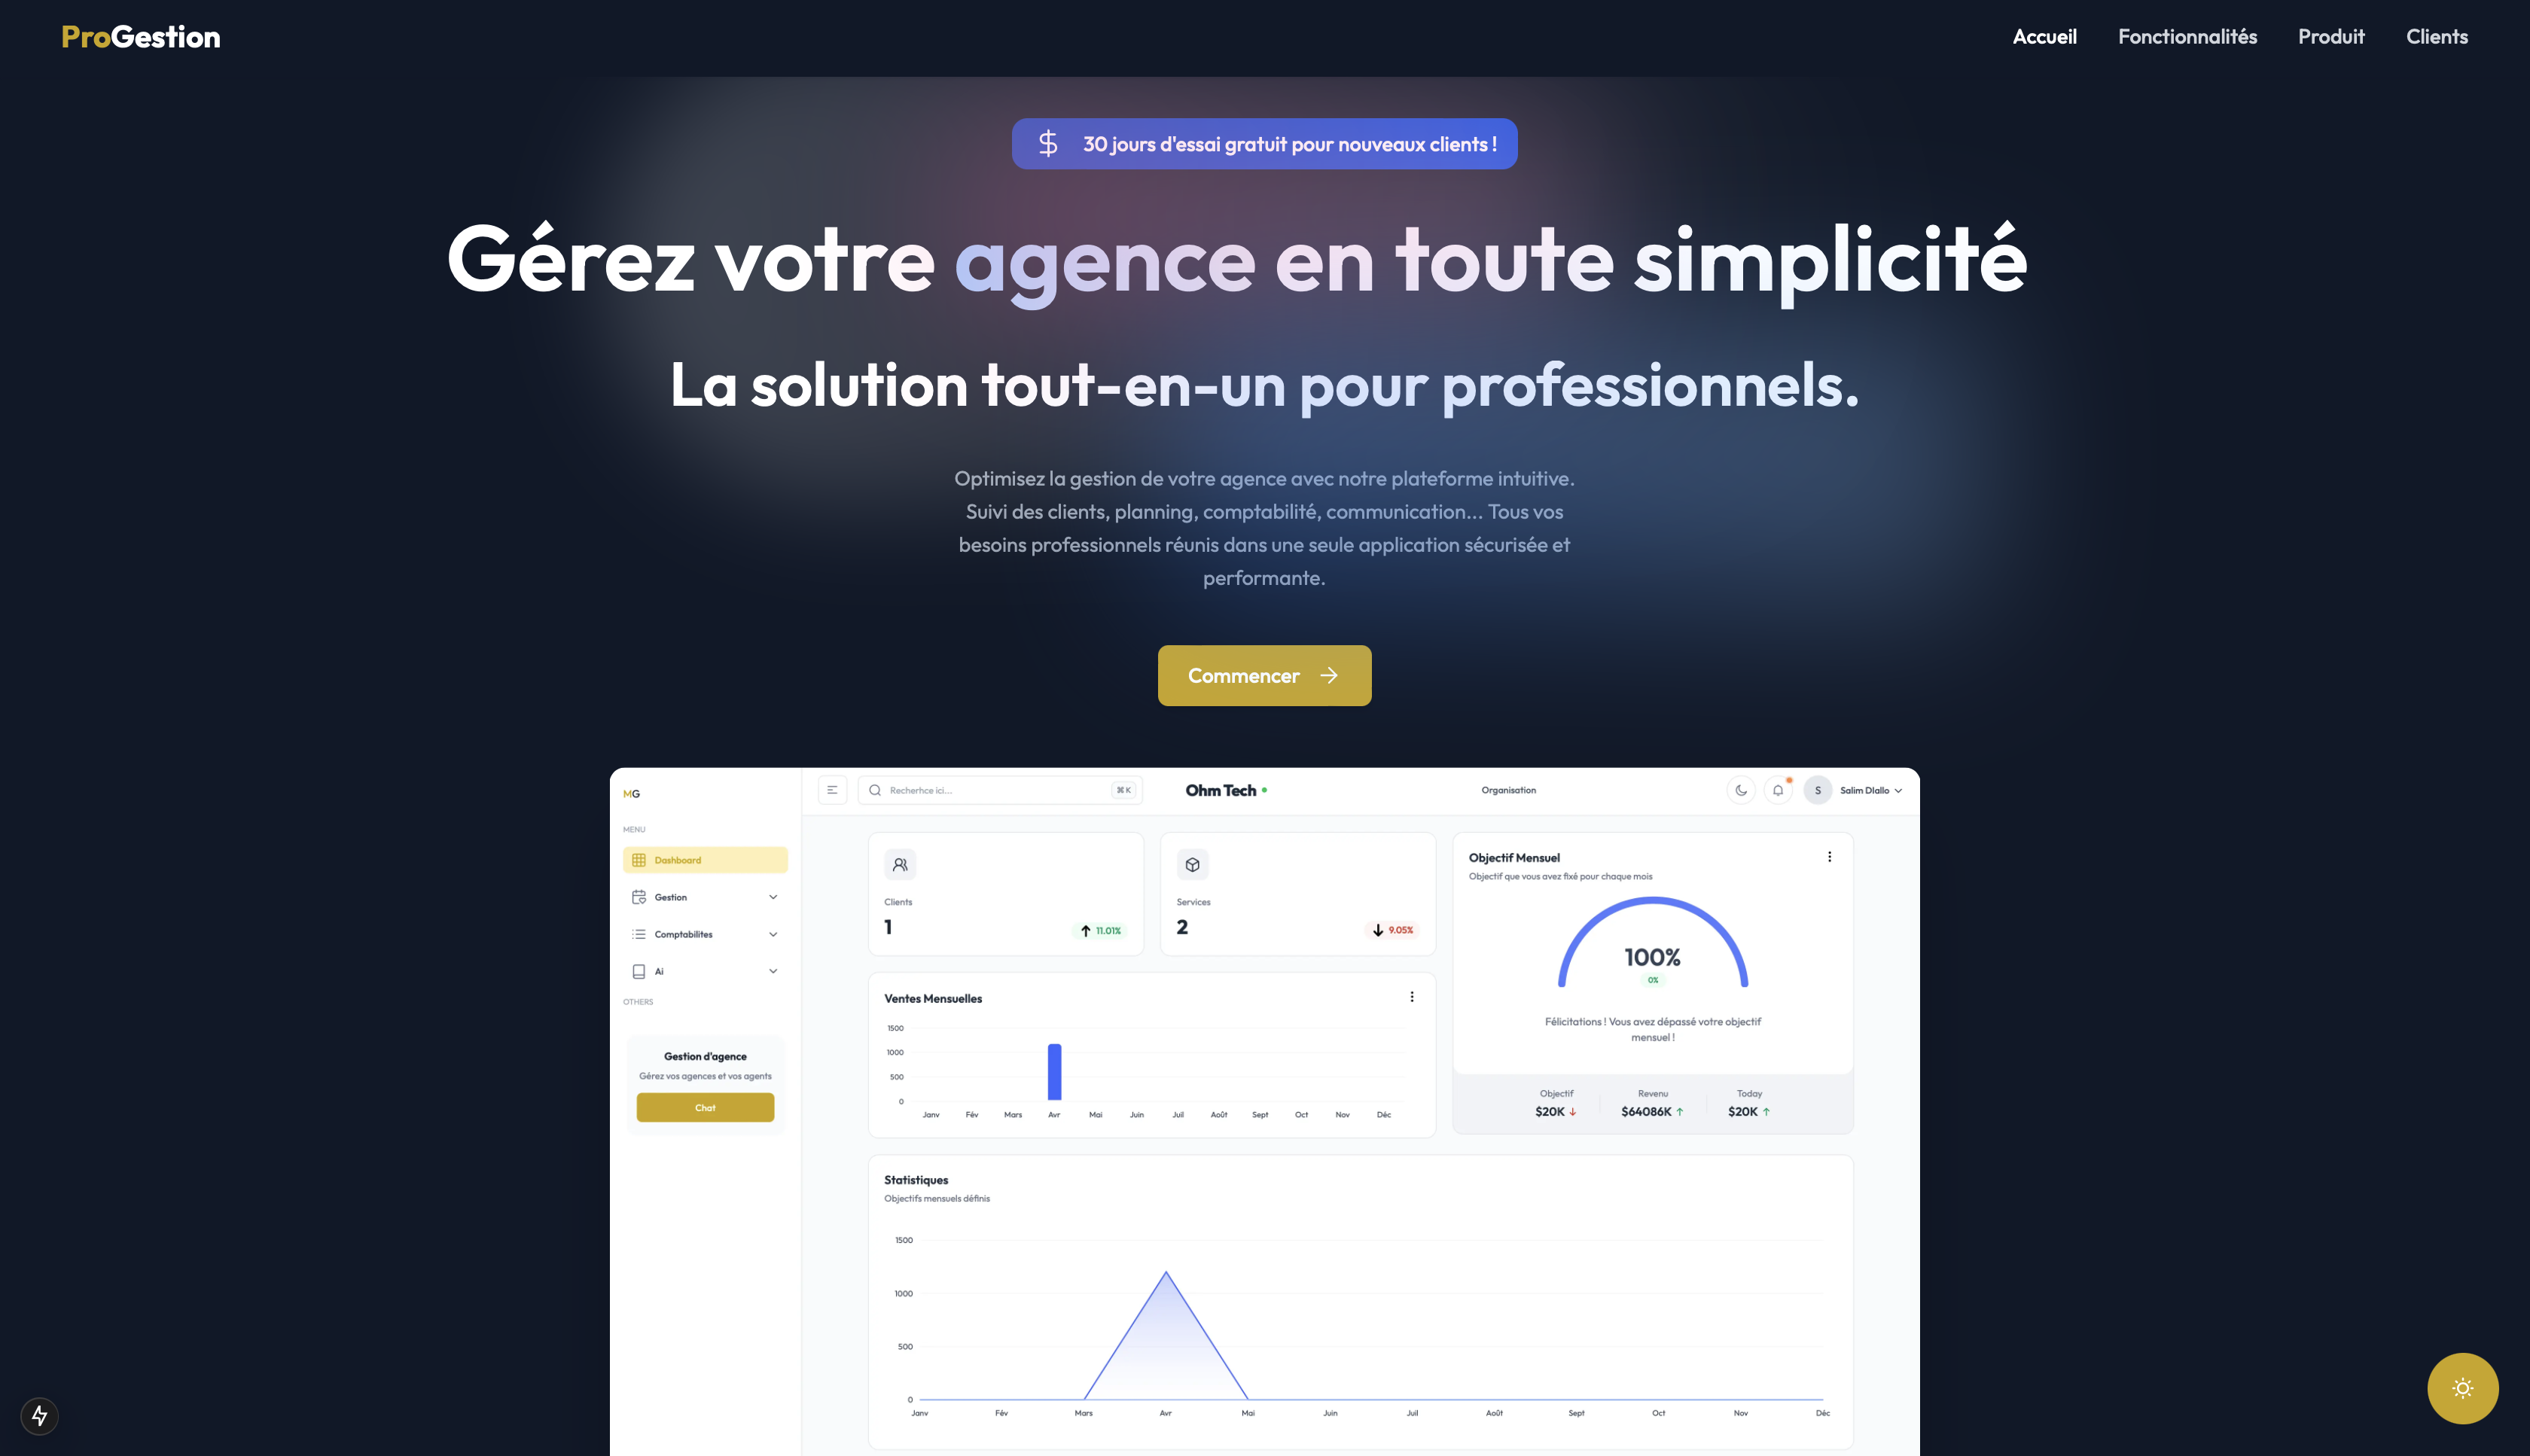 ProGestion
Accueil
Fonctionnalités
Produit
Clients
30 jours d'essai gratuit pour nouveaux clients !
Gérez votre agence en toute simplicité
La solution tout-en-un pour professionnels.
Optimisez la gestion de votre agence avec notre plateforme intuitive.
Suivi des clients, planning, comptabilité, communication... Tous vos
besoins professionnels réunis dans une seule application sécurisée et
performante.
Commencer
MG
Recherhce ici...
⌘ K
Ohm Tech
Organisation
S
Salim DIallo
MENU
Dashboard
Gestion
Comptabilites
Ai
OTHERS
Gestion d'agence
Gérez vos agences et vos agents
Chat
Clients
1
11.01%
Services
2
9.05%
Objectif Mensuel
Objectif que vous avez fixé pour chaque mois
100%
0%
Félicitations ! Vous avez dépassé votre objectif
mensuel !
Objectif
Revenu
Today
$20K
$64086K
$20K
Ventes Mensuelles
1500
1000
500
0
Janv Fév Mars Avr Mai Juin Juil Août Sept Oct Nov Déc
Statistiques
Objectifs mensuels définis
1500
1000
500
0
Janv Fév Mars Avr Mai Juin Juil Août Sept Oct Nov Déc